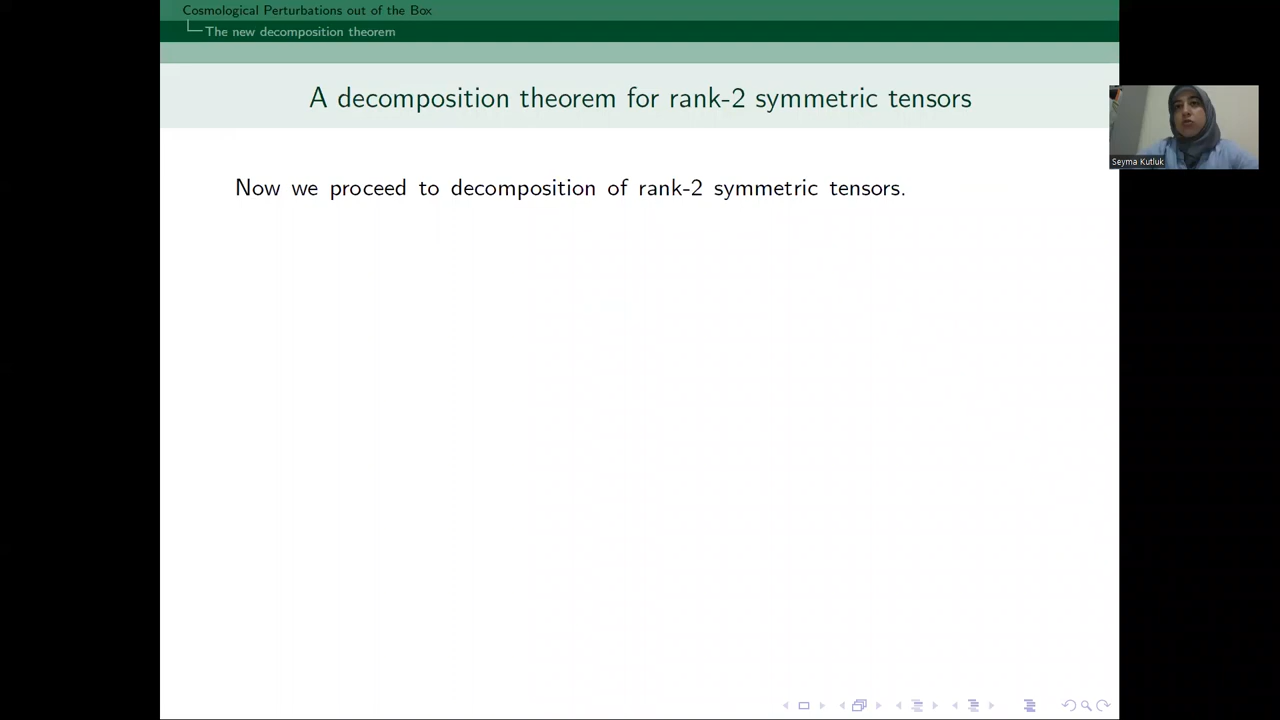 Cosmological Perturbations out of the Box
The new decomposition theorem
A decomposition theorem for rank-2 symmetric tensors
Seyma Kutluk
Now we proceed to decomposition of rank-2 symmetric tensors.